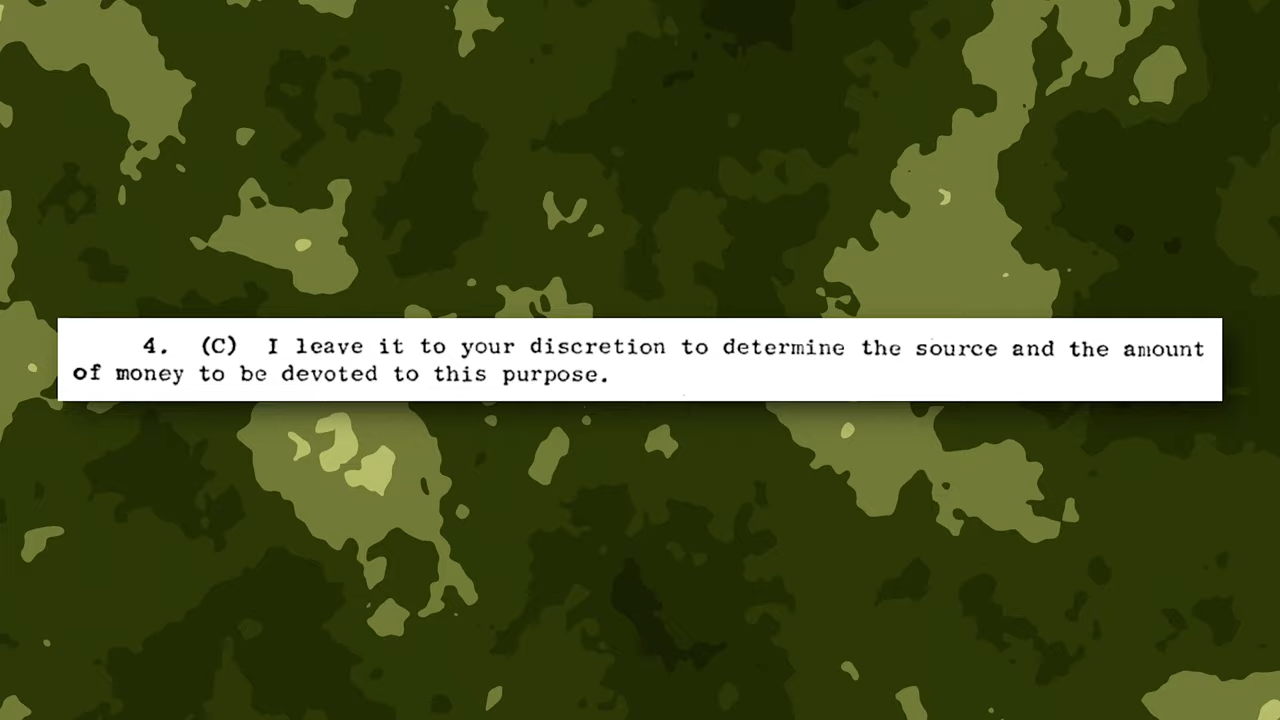 4. (C) I leave it to your discretion to determine the source and the amount
of money to be devoted to this purpose.